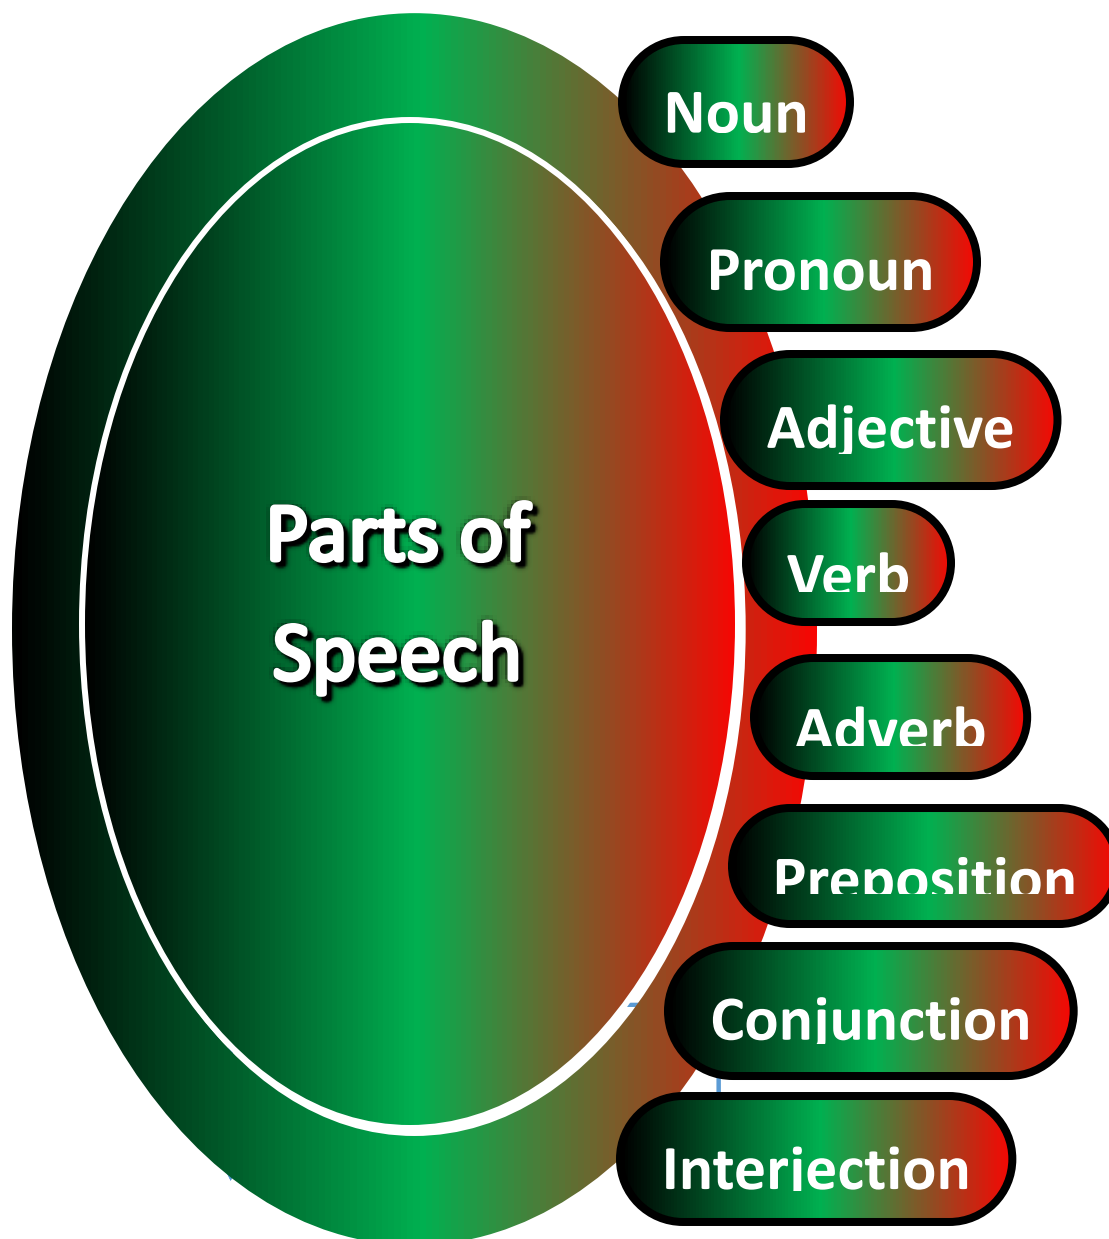 Noun
Pronoun
Adjective
Parts of
Speech
Verb
Adverb
Preposition
Conjunction
Interjection